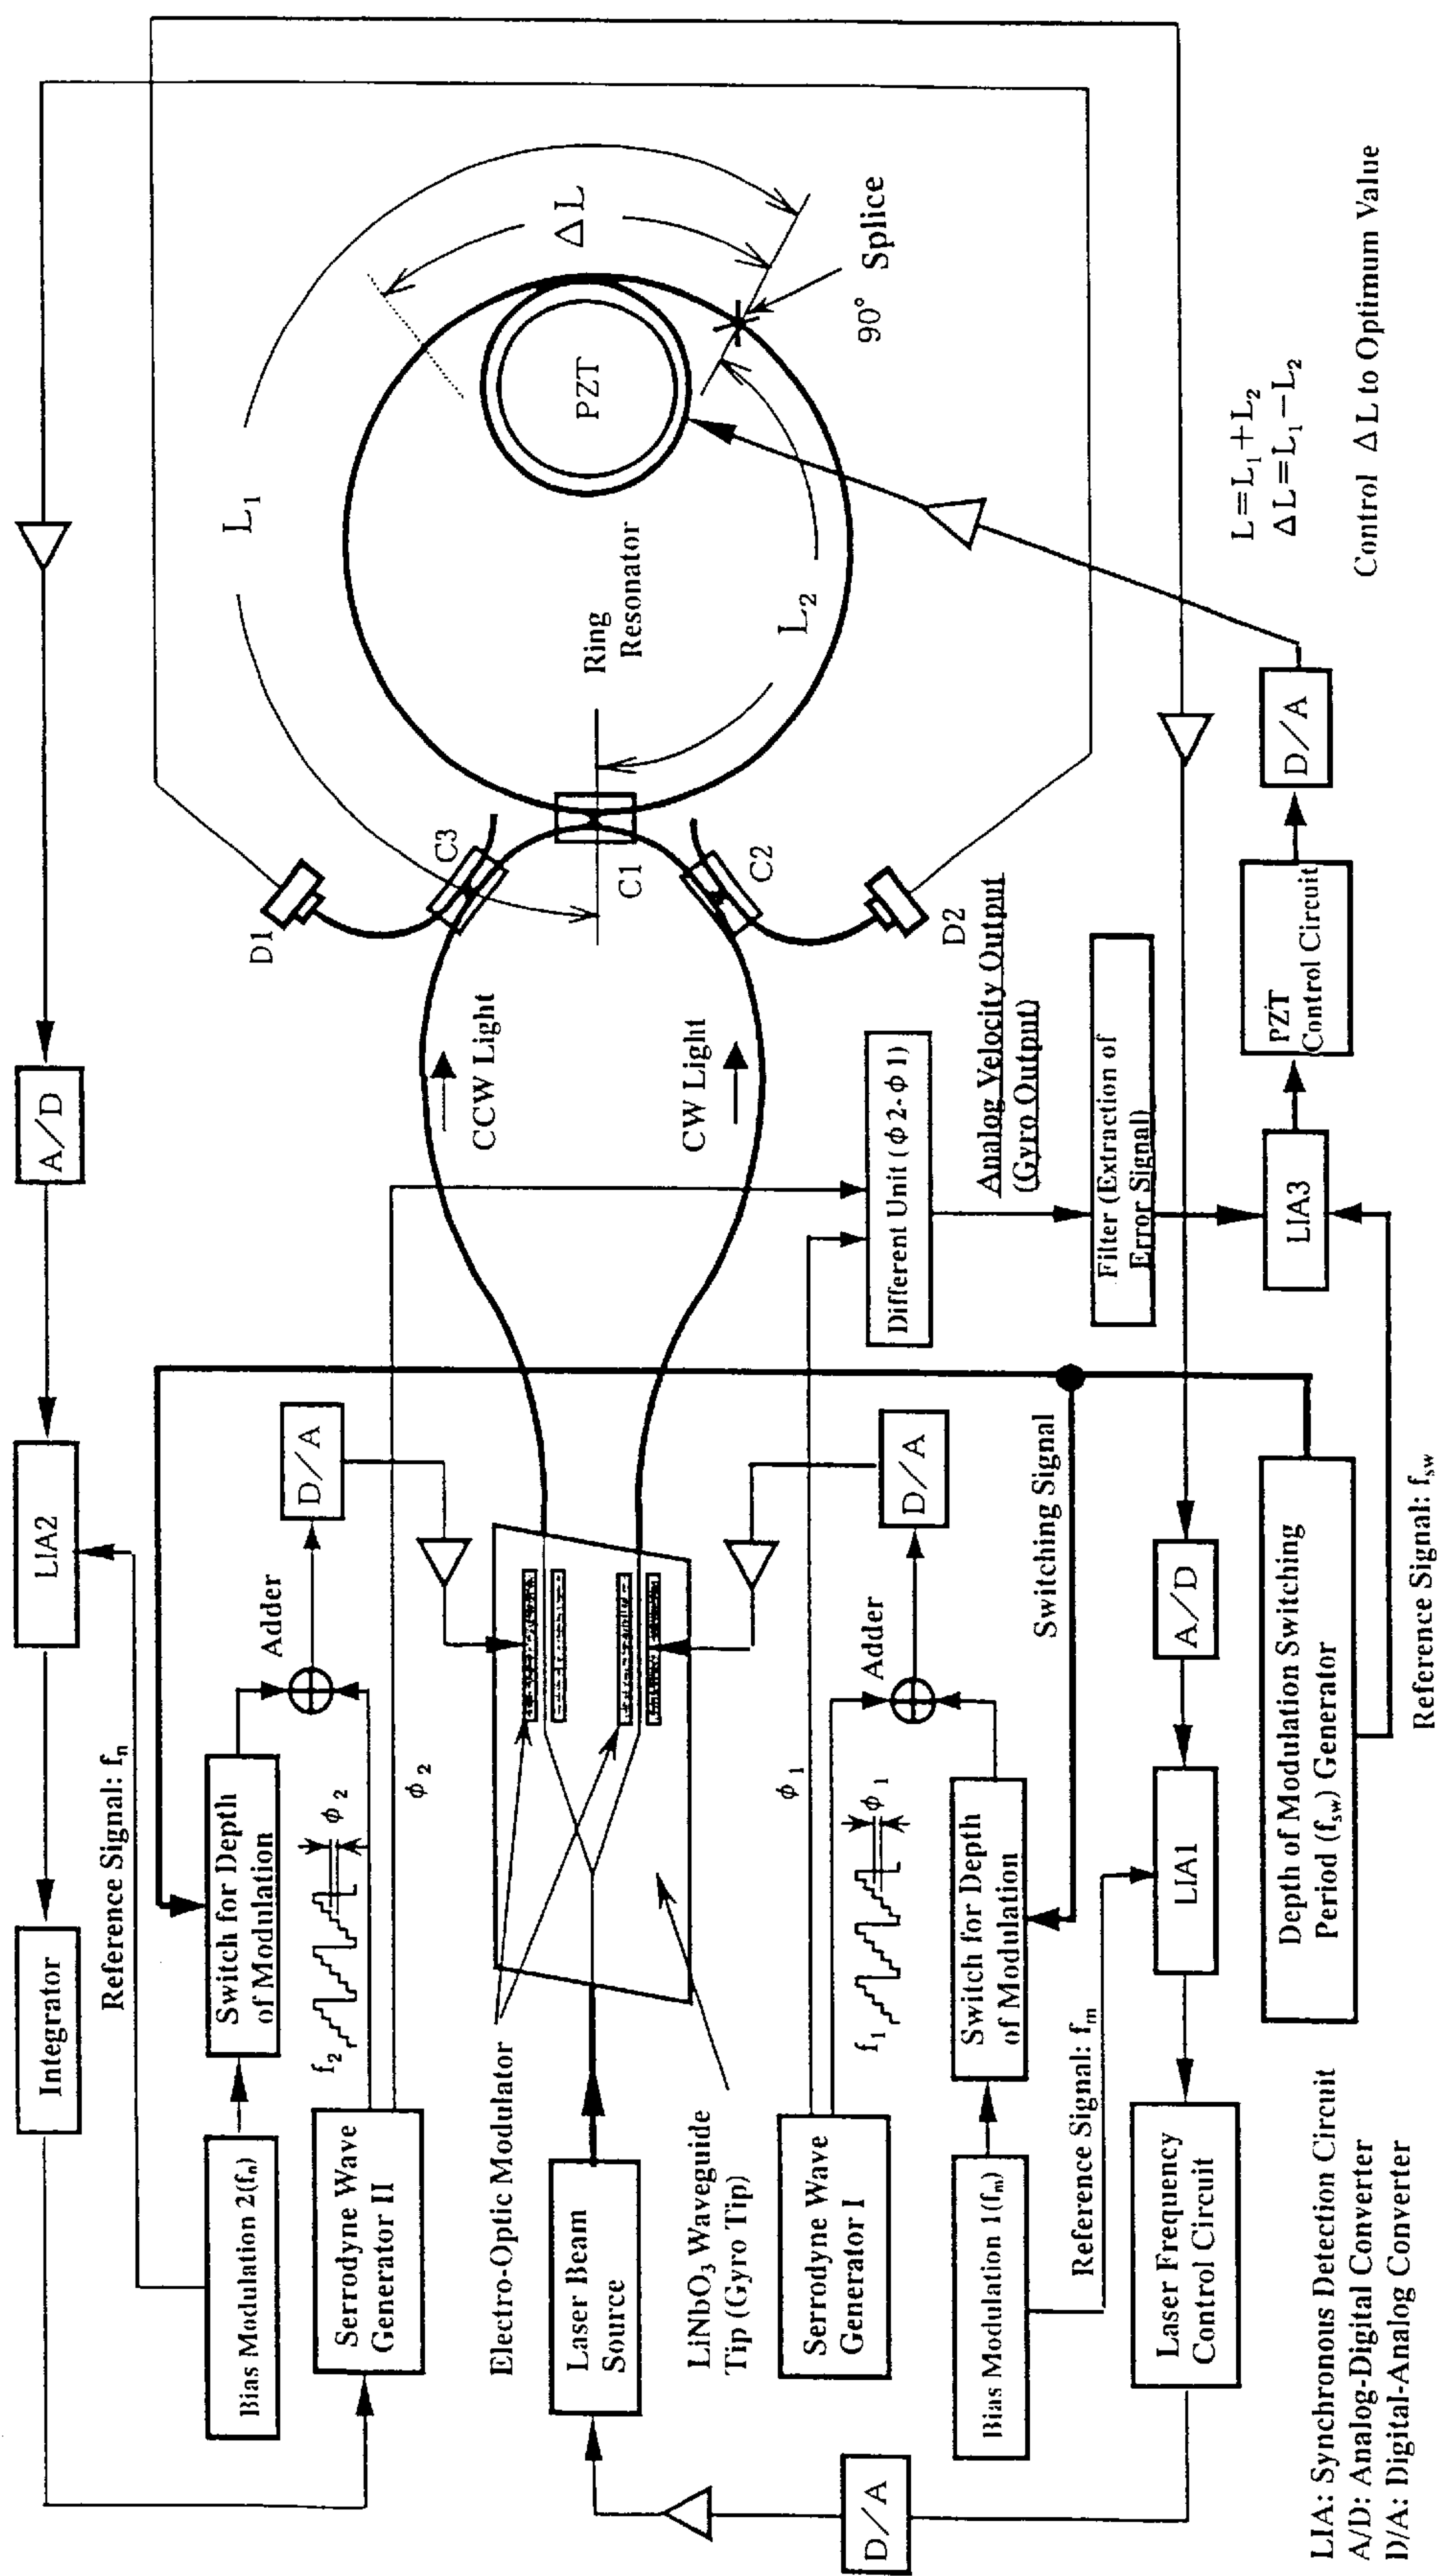 A/D
LIA2
Integrator
Reference Signal: fn
Switch for Depth
of Modulation
Bias Modulation 2(fn)
Adder
D/A
f2
ϕ2
Serrodyne Wave
Generator II
ϕ2
Electro-Optic Modulator
Laser Beam
Source
LiNbO3 Waveguide
Tip (Gyro Tip)
CCW Light
CW Light
D1
C3
C1
C2
D2
L1
ΔL
PZT
Ring
Resonator
L2
90°
Splice
Serrodyne Wave
Generator I
ϕ1
f1
ϕ1
Adder
D/A
Switch for Depth
of Modulation
Bias Modulation 1(fm)
Reference Signal: fm
Switching Signal
Different Unit (ϕ2-ϕ1)
Analog Velocity Output
(Gyro Output)
Filter (Extraction of
Error Signal)
A/D
LIA1
Laser Frequency
Control Circuit
D/A
Depth of Modulation Switching
Period (fsw) Generator
Reference Signal: fsw
LIA3
PZT
Control Circuit
D/A
L=L1+L2
ΔL=L1−L2
Control ΔL to Optimum Value
LIA: Synchronous Detection Circuit
A/D: Analog-Digital Converter
D/A: Digital-Analog Converter